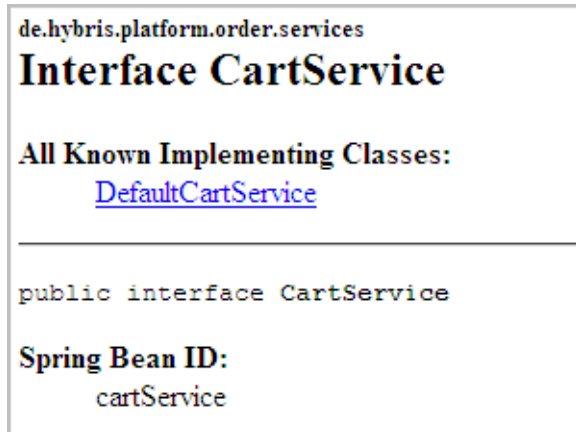 de.hybris.platform.order.services
Interface CartService
All Known Implementing Classes:
DefaultCartService
public interface CartService
Spring Bean ID:
cartService